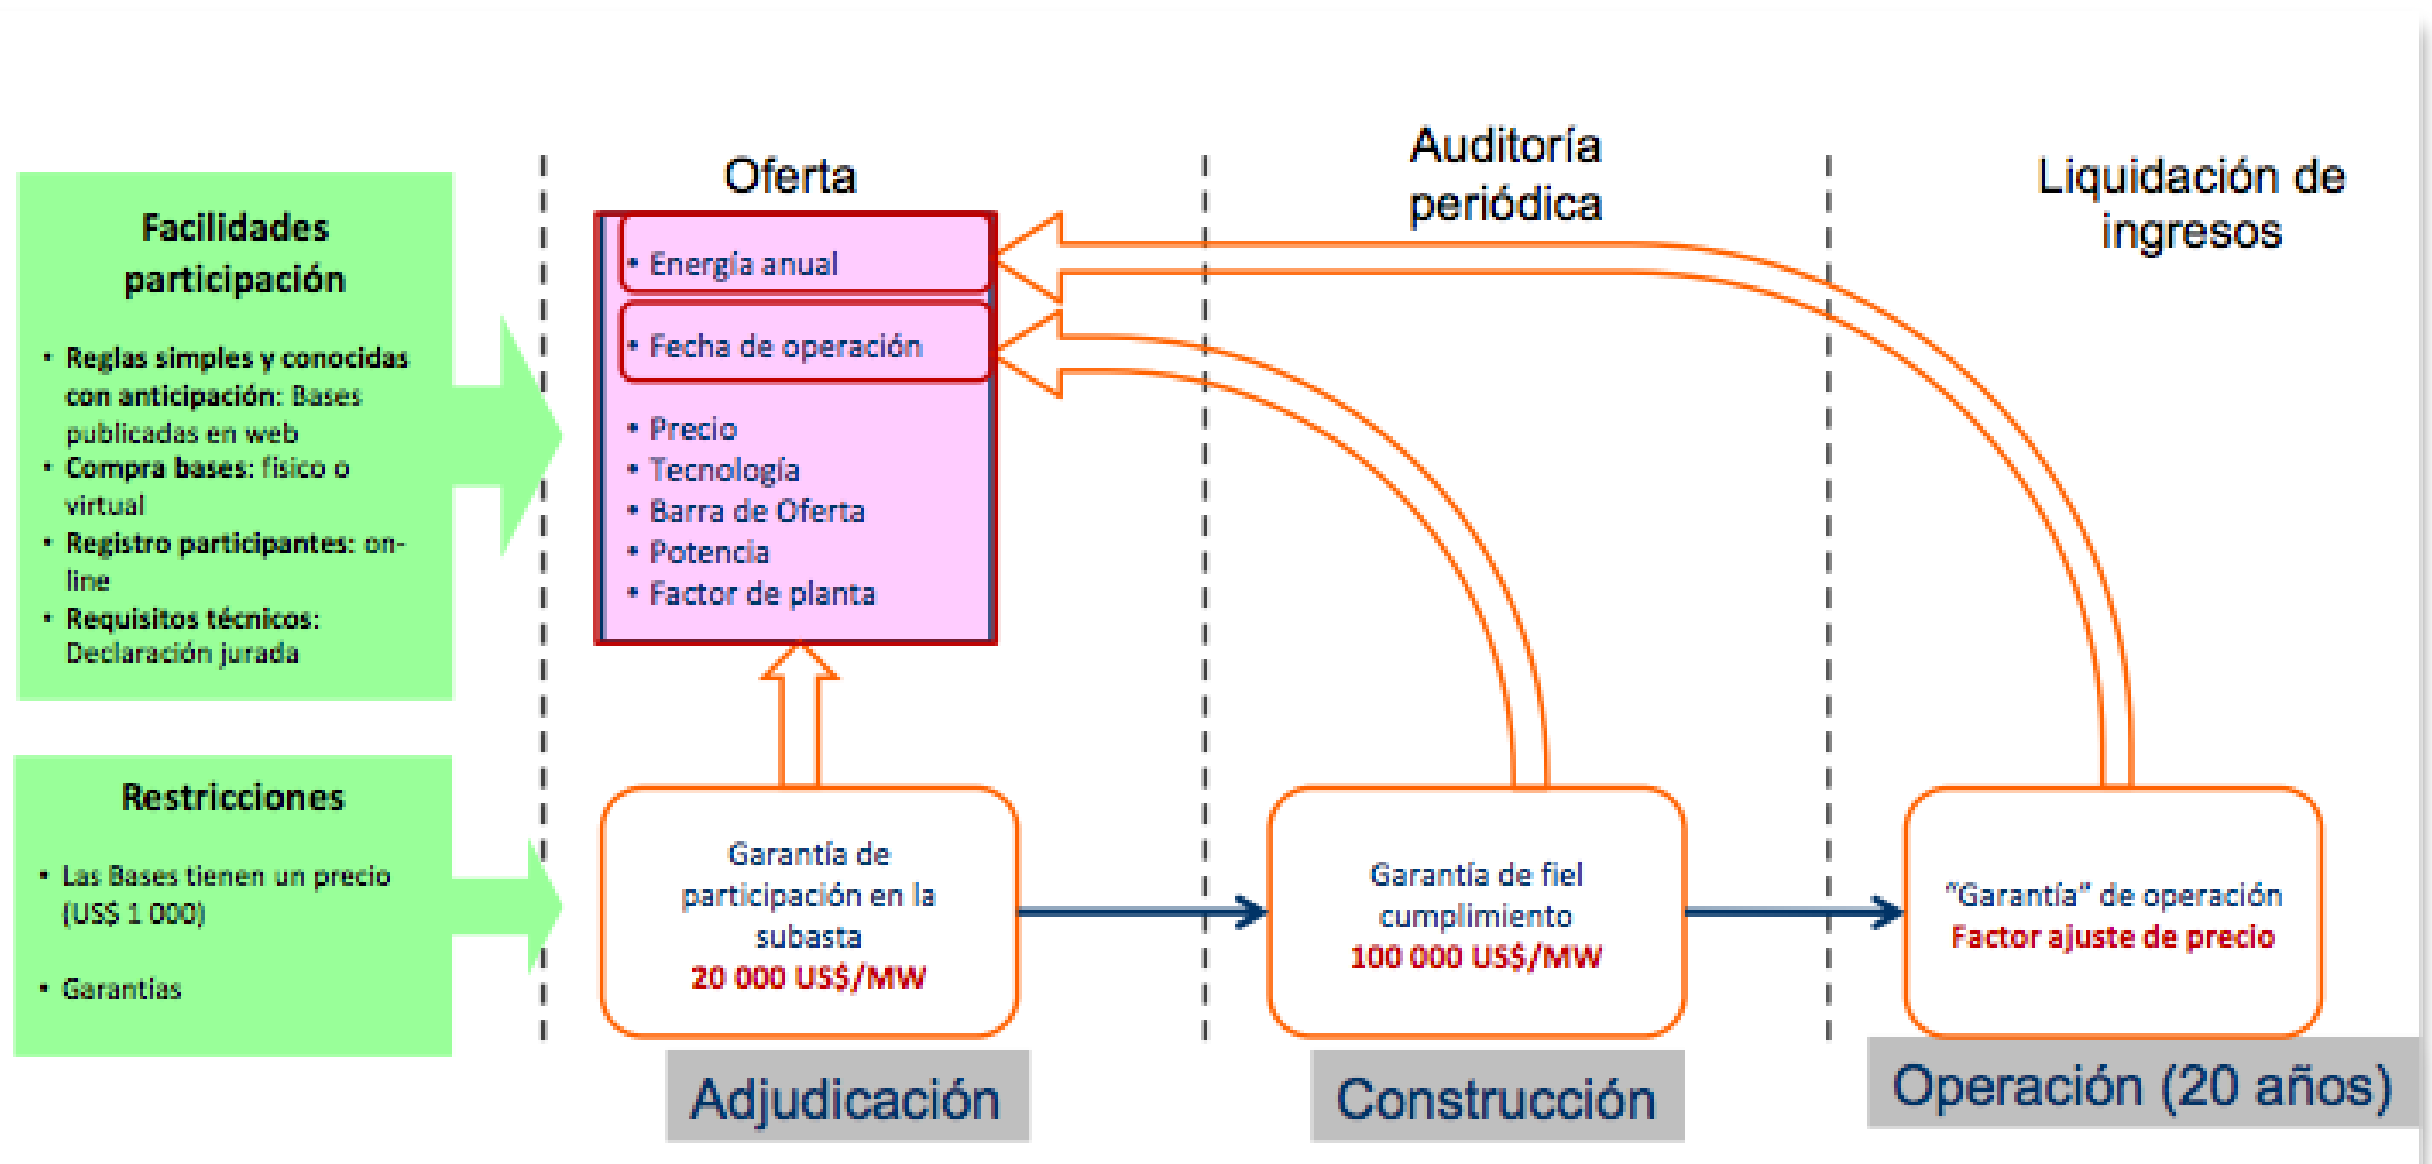 Facilidades
participación
• Reglas simples y conocidas
con anticipación: Bases
publicadas en web
• Compra bases: físico o
virtual
• Registro participantes: on-
line
• Requisitos técnicos:
Declaración jurada
Restricciones
• Las Bases tienen un precio
(US$ 1 000)
• Garantías
Oferta
• Energía anual
• Fecha de operación
• Precio
• Tecnología
• Barra de Oferta
• Potencia
• Factor de planta
Garantía de
participación en la
subasta
20 000 US$/MW
Adjudicación
Auditoría
periódica
Garantía de fiel
cumplimiento
100 000 US$/MW
Construcción
Liquidación de
ingresos
“Garantía” de operación
Factor ajuste de precio
Operación (20 años)